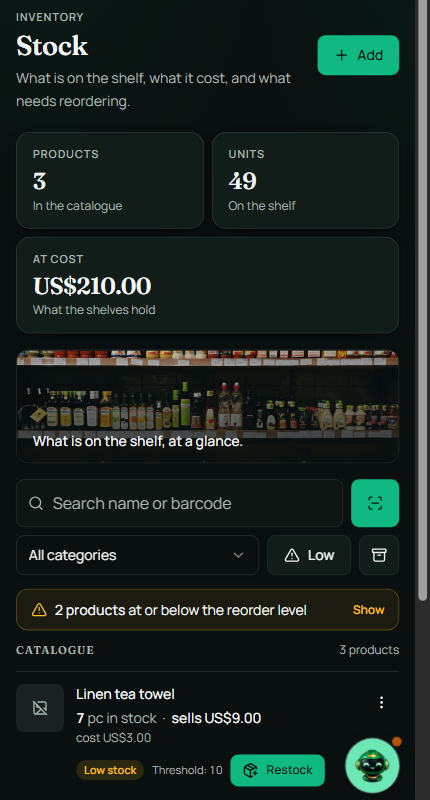 INVENTORY
Stock
Add
What is on the shelf, what it cost, and what
needs reordering.
PRODUCTS
3
In the catalogue
UNITS
49
On the shelf
AT COST
US$210.00
What the shelves hold
What is on the shelf, at a glance.
Search name or barcode
All categories
Low
2 products at or below the reorder level
Show
CATALOGUE
3 products
Linen tea towel
7 pc in stock · sells US$9.00
cost US$3.00
Low stock
Threshold: 10
Restock